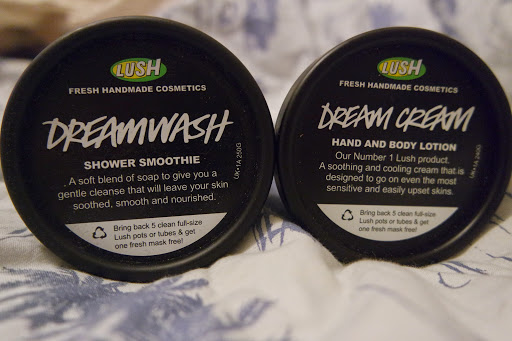 LUSH
FRESH HANDMADE COSMETICS
DREAMWASH
SHOWER SMOOTHIE
A soft blend of soap to give you a
gentle cleanse that will leave your skin
soothed, smooth and nourished.
Bring back 5 clean full-size
Lush pots or tubes & get
one fresh mask free!
LUSH
FRESH HANDMADE COSMETICS
DREAM CREAM
HAND AND BODY LOTION
Our Number 1 Lush product.
A soothing and cooling cream that is
designed to go on even the most
sensitive and easily upset skins.
Bring back 5 clean full-size
Lush pots or tubes & get
one fresh mask free!